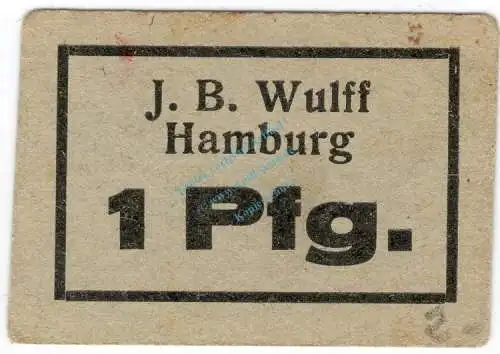 J. B. Wulff
Hamburg
1 Pfg.